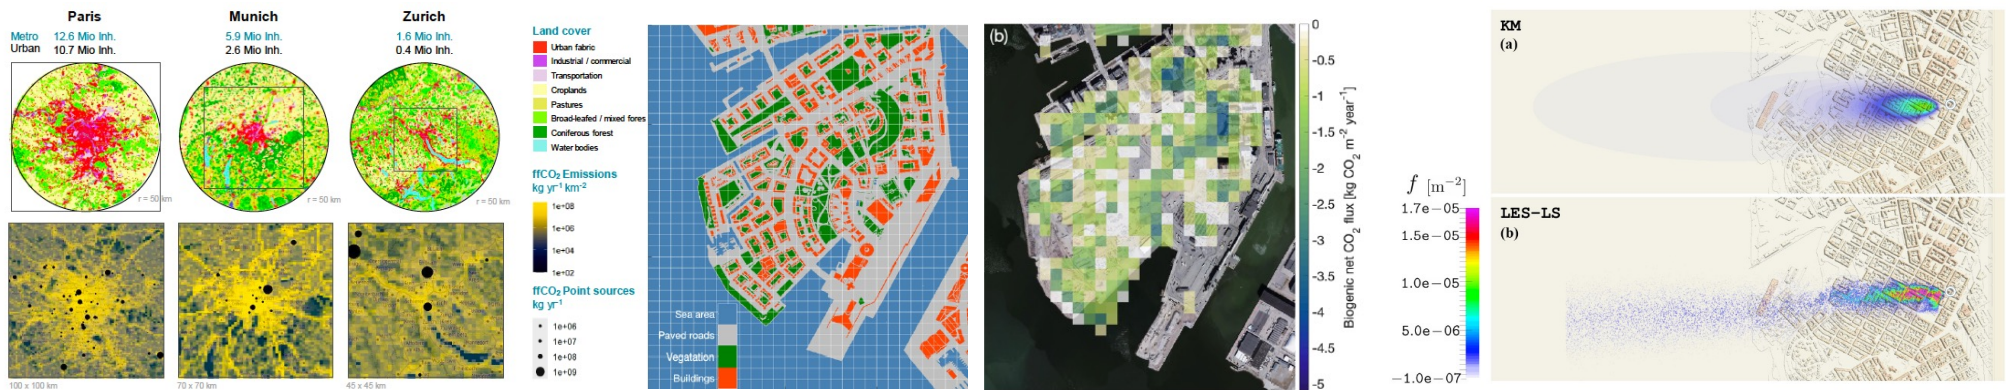 Paris
Munich
Zurich
Metro 12.6 Mio Inh. 5.9 Mio Inh. 1.6 Mio Inh.
Urban 10.7 Mio Inh. 2.6 Mio Inh. 0.4 Mio Inh.
r = 50 km
r = 50 km
r = 50 km
100 x 100 km
70 x 70 km
45 x 45 km
Land cover
Urban fabric
Industrial / commercial
Transportation
Croplands
Pastures
Broad-leafed / mixed fores
Coniferous forest
Water bodies
ffCO₂ Emissions
kg yr⁻¹ km⁻²
1e+08
1e+06
1e+04
1e+02
ffCO₂ Point sources
kg yr⁻¹
1e+06
1e+07
1e+08
1e+09
Sea area
Paved roads
Vegatation
Buildings
(b)
0
-0.5
-1
-1.5
-2
-2.5
-3
-3.5
-4
-4.5
-5
Biogenic net CO₂ flux [kg CO₂ m⁻² year⁻¹]
f [m⁻²]
1.7e−05
1.5e−05
1.0e−05
5.0e−06
−1.0e−07
KM
(a)
LES−LS
(b)